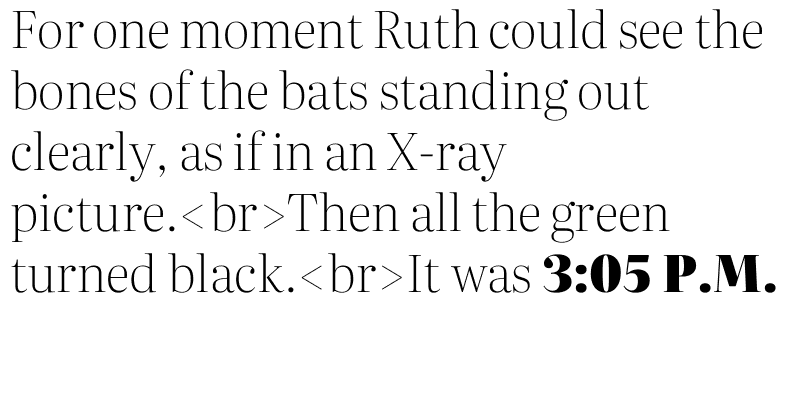 For one moment Ruth could see the
bones of the bats standing out
clearly, as if in an X-ray
picture.<br>Then all the green
turned black.<br>It was 3:05 P.M.